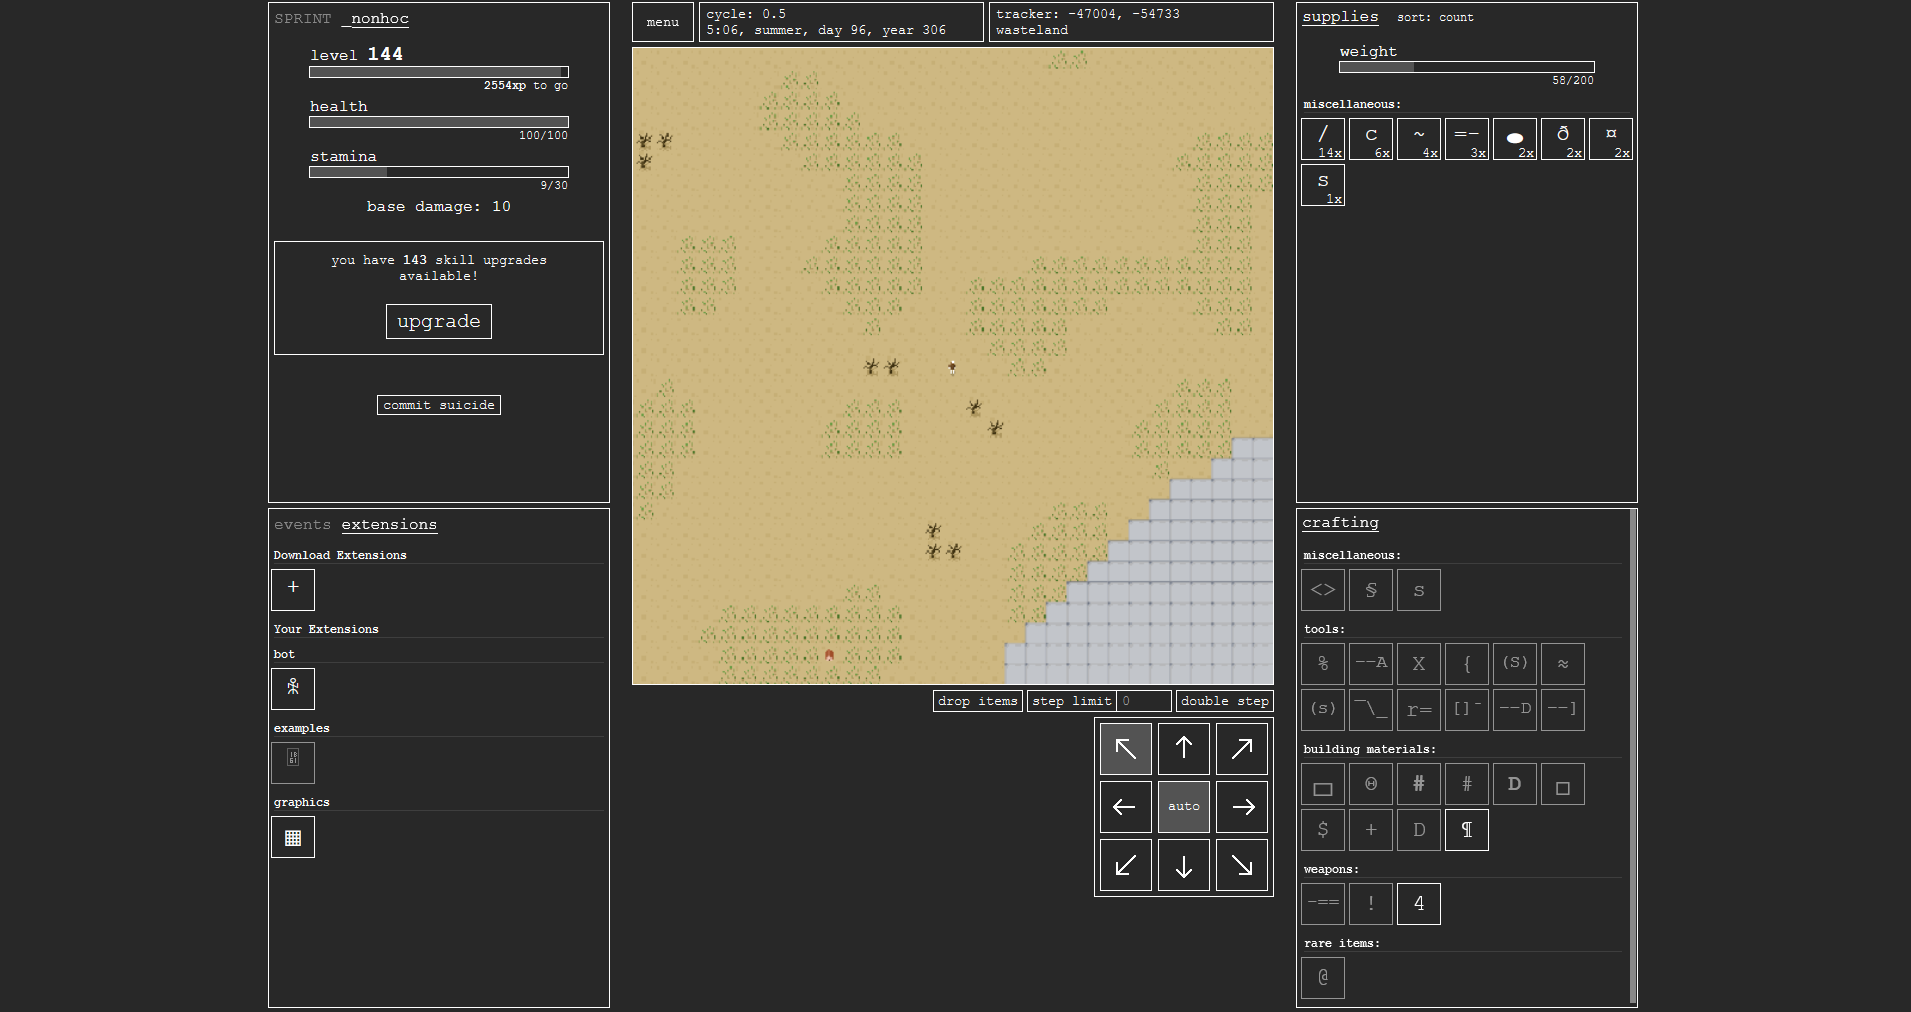 SPRINT _nonhoc
level 144
2554xp to go
health
100/100
stamina
9/30
base damage: 10
you have 143 skill upgrades
available!
upgrade
commit suicide
events extensions
Download Extensions
+
Your Extensions
bot
examples
graphics
menu
cycle: 0.5
5:06, summer, day 96, year 306
tracker: -47004, -54733
wasteland
drop items
step limit 0
double step
↖ ↑ ↗
← auto →
↙ ↓ ↘
supplies sort: count
weight
58/200
miscellaneous:
/ c ~ =- ð ¤
14x 6x 4x 3x 2x 2x 2x
s
1x
crafting
miscellaneous:
<> § s
tools:
% --A X { (S) ≈
(s) ¯\_ r= []¯ --D --]
building materials:
▭ Θ # # D □
$ + D ¶
weapons:
-== ! 4
rare items:
@